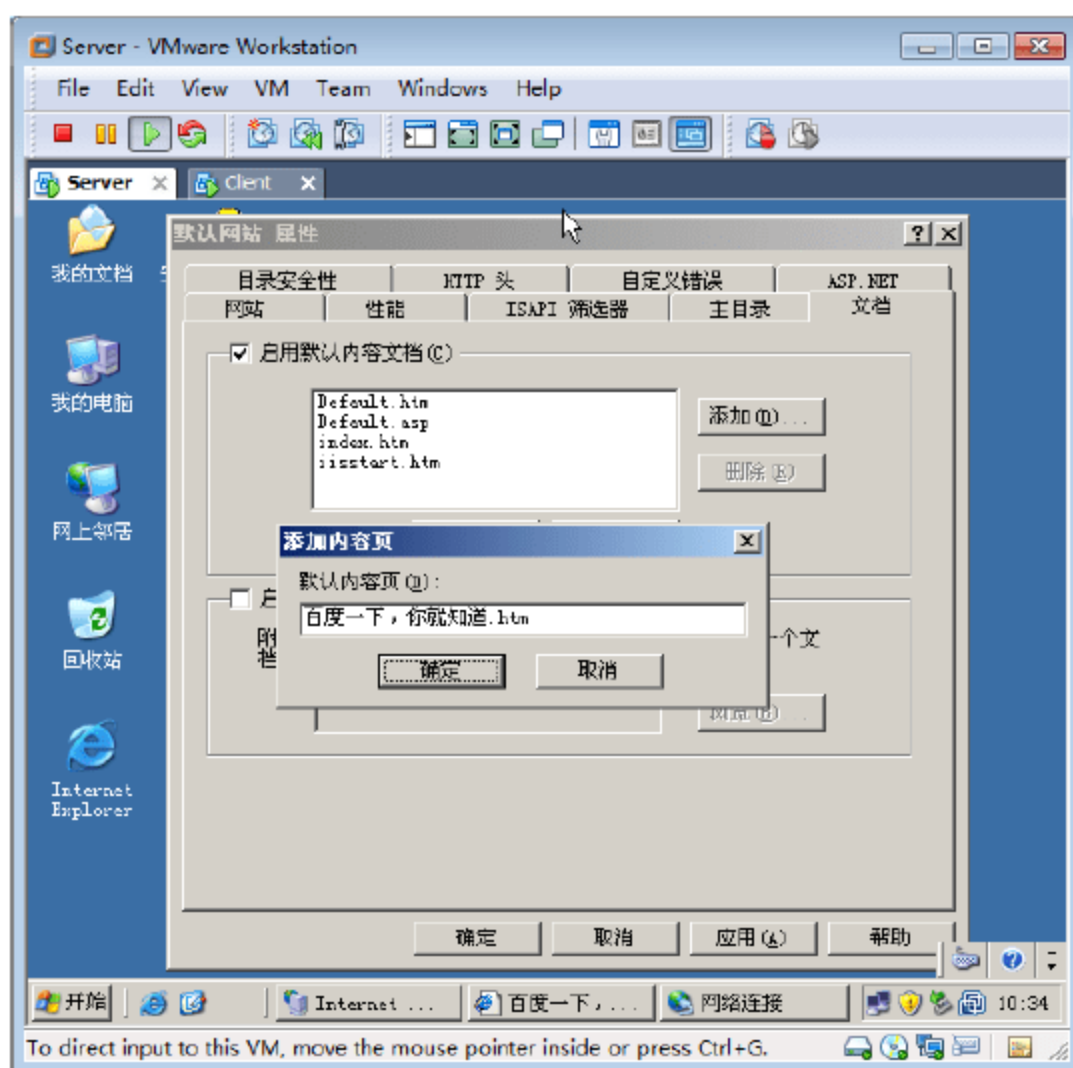 Server - VMware Workstation
File Edit View VM Team Windows Help
Server Client
我的文档
我的电脑
网上邻居
回收站
Internet
Explorer
默认网站 属性
目录安全性 HTTP 头 自定义错误 ASP.NET
网站 性能 ISAPI 筛选器 主目录 文档
启用默认内容文档(C)
Default.htm
Default.asp
index.htm
iisstart.htm
添加(D)...
删除(R)
添加内容页
默认内容页(D):
百度一下，你就知道.htm
确定 取消
启
附
档
一个文
浏览(B)...
确定 取消 应用(A) 帮助
开始 Internet ... 百度一下，... 网络连接 10:34
To direct input to this VM, move the mouse pointer inside or press Ctrl+G.